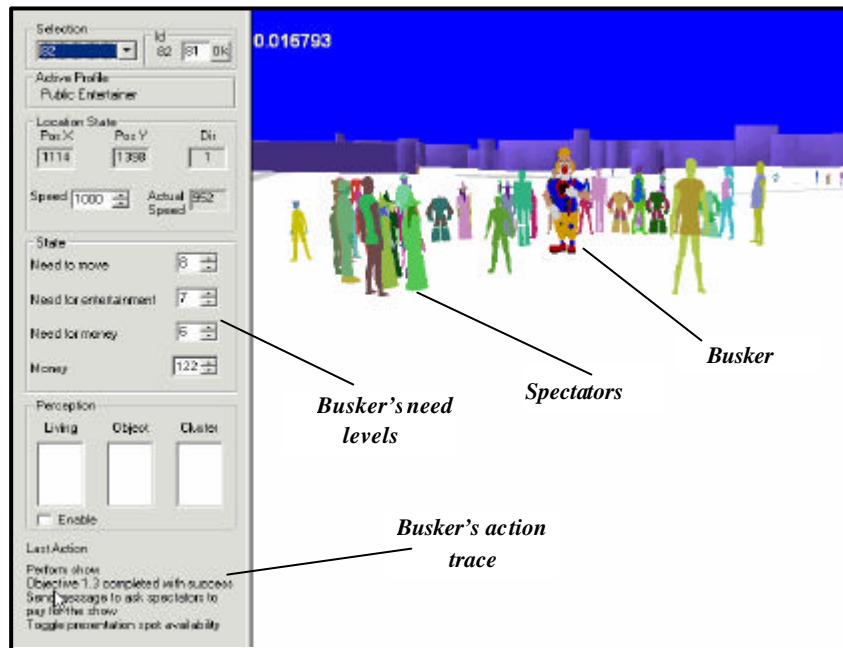 Selection
82
Id
82 81 Ok
Active Profile
Public Entertainer
Location State
Pos X Pos Y Dir
1114 1398 1
Speed 1000 Actual Speed 952
State
Need to move 8
Need for entertainment 7
Need for money 6
Money 122
Perception
Living Object Cluster
Enable
Last Action
Perform show
Objective 1.3 completed with success
Send message to ask spectators to
pay for the show
Toggle presentation spot availability
0.016793
Busker
Spectators
Busker's need
levels
Busker's action
trace